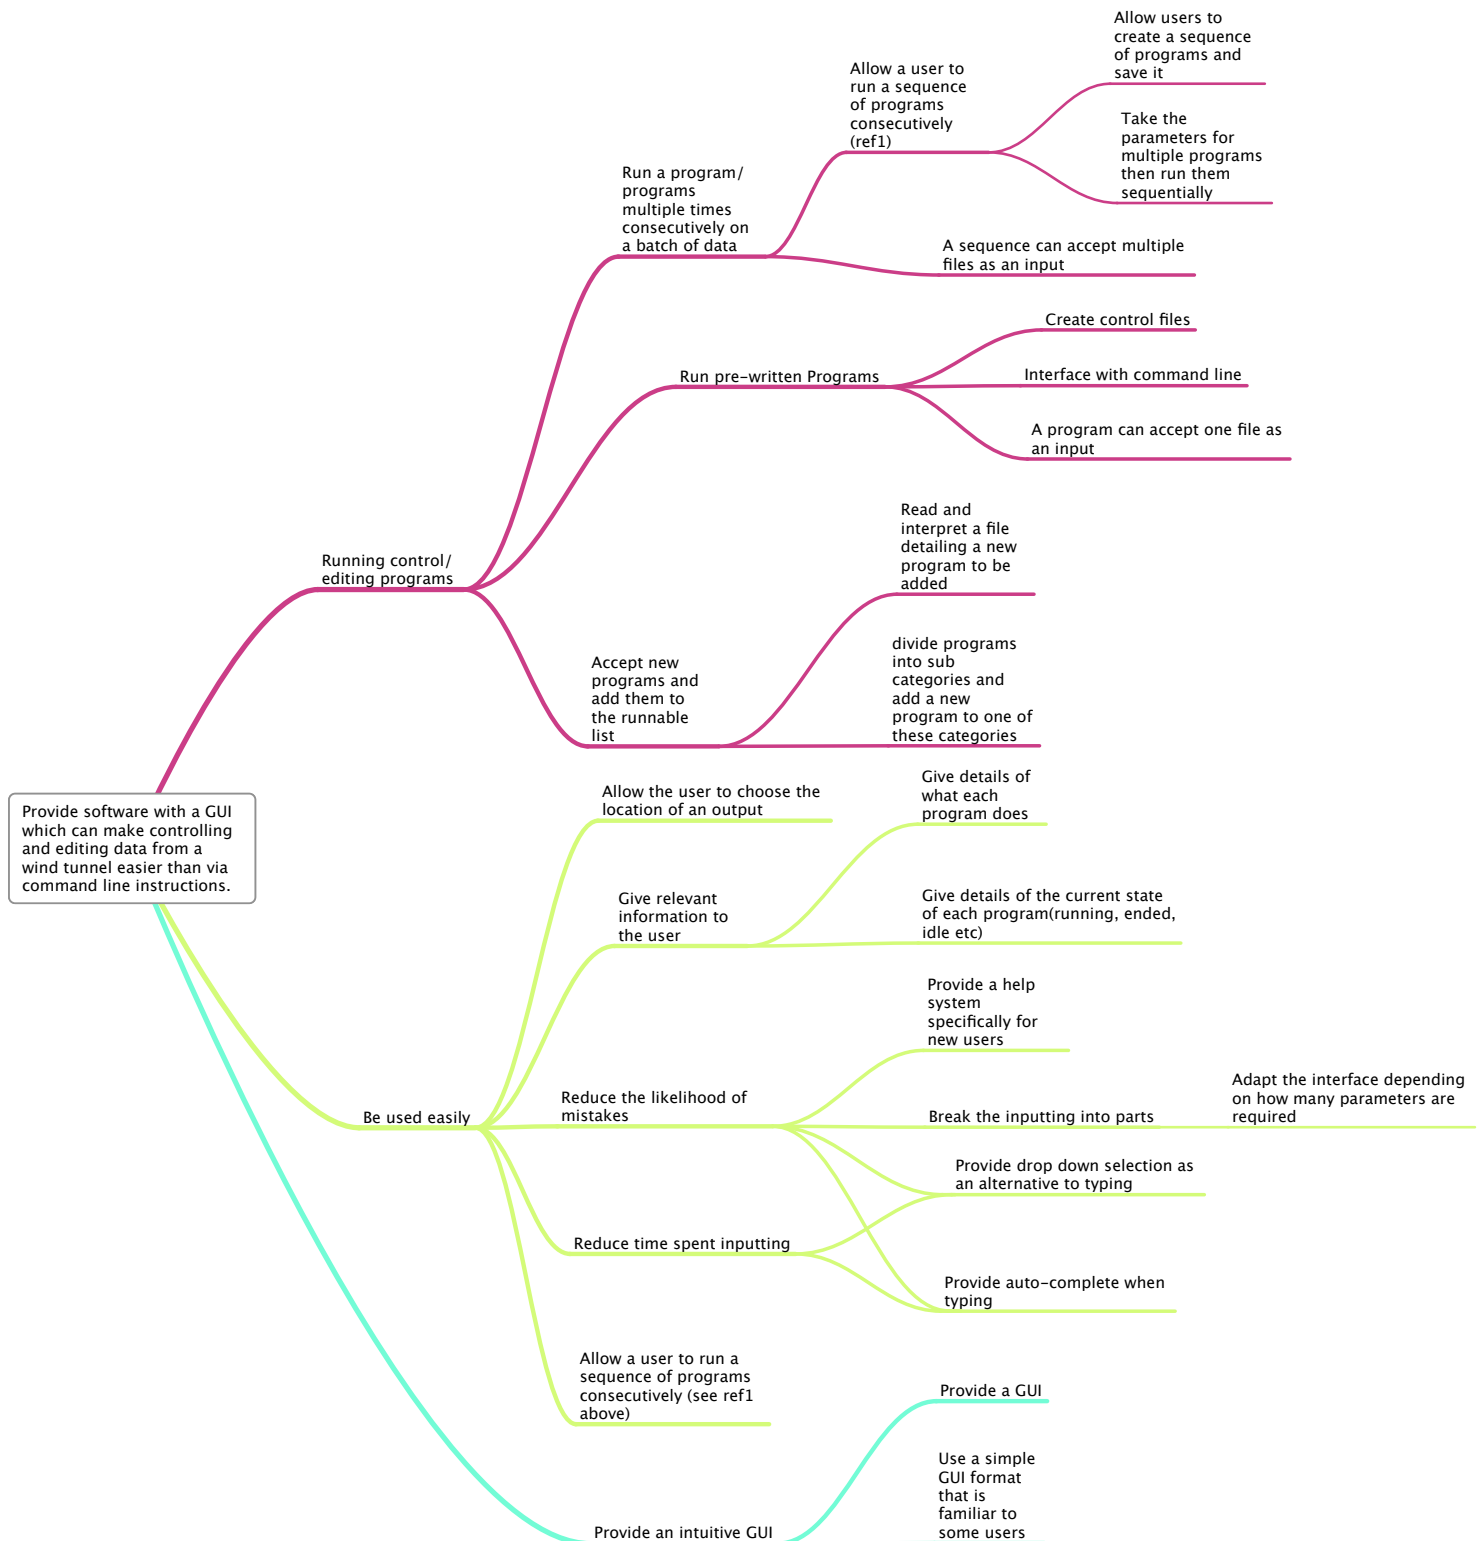 Provide software with a GUI
which can make controlling
and editing data from a
wind tunnel easier than via
command line instructions.
Running control/
editing programs
Run a program/
programs
multiple times
consecutively on
a batch of data
Allow a user to
run a sequence
of programs
consecutively
(ref1)
Allow users to
create a sequence
of programs and
save it
Take the
parameters for
multiple programs
then run them
sequentially
A sequence can accept multiple
files as an input
Run pre-written Programs
Create control files
Interface with command line
A program can accept one file as
an input
Accept new
programs and
add them to
the runnable
list
Read and
interpret a file
detailing a new
program to be
added
divide programs
into sub
categories and
add a new
program to one of
these categories
Be used easily
Allow the user to choose the
location of an output
Give relevant
information to
the user
Give details of
what each
program does
Give details of the current state
of each program(running, ended,
idle etc)
Reduce the likelihood of
mistakes
Provide a help
system
specifically for
new users
Break the inputting into parts
Adapt the interface depending
on how many parameters are
required
Provide drop down selection as
an alternative to typing
Reduce time spent inputting
Provide auto-complete when
typing
Allow a user to run a
sequence of programs
consecutively (see ref1
above)
Provide an intuitive GUI
Provide a GUI
Use a simple
GUI format
that is
familiar to
some users